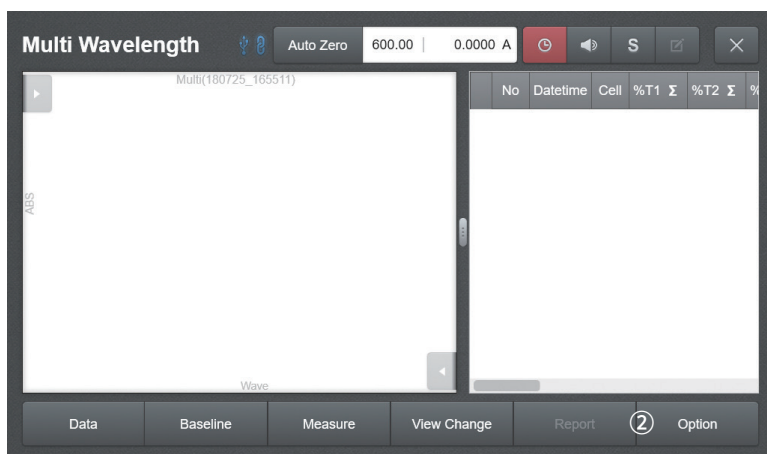 Multi Wavelength
Auto Zero
600.00 | 0.0000 A
S
Multi(180725_165511)
ABS
Wave
No Datetime Cell %T1 Σ %T2 Σ %
Data Baseline Measure View Change Report ② Option